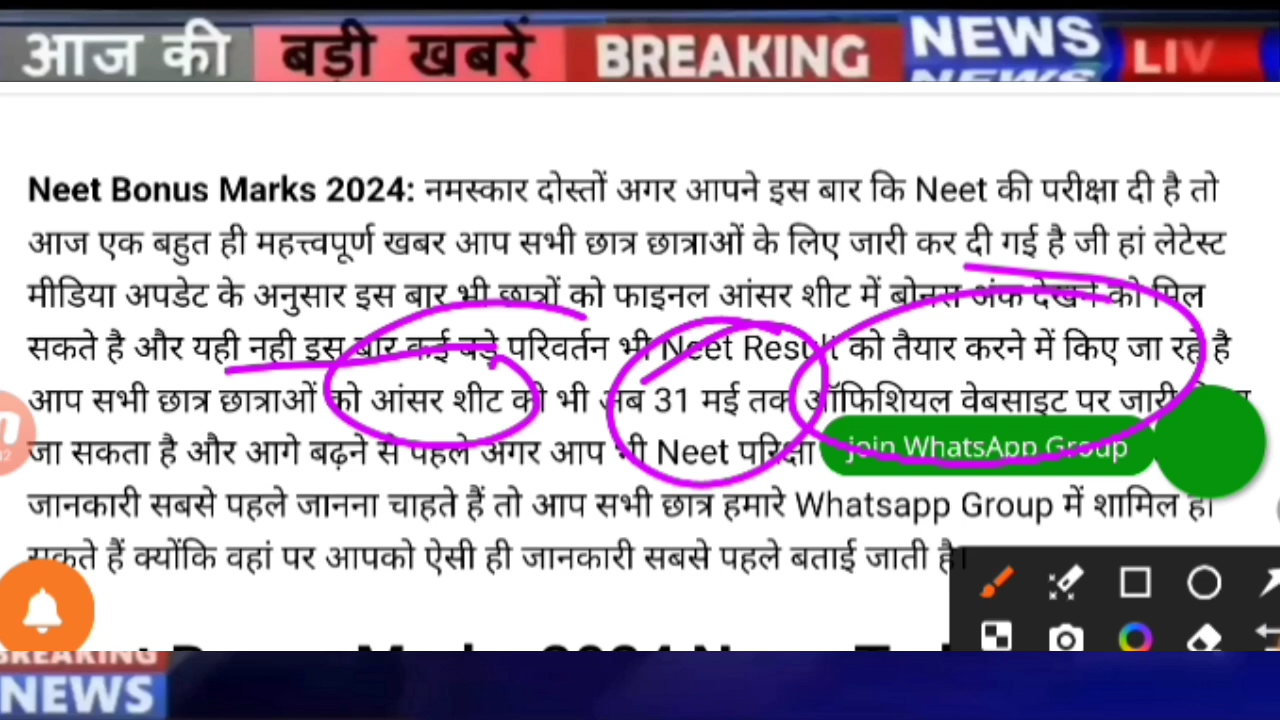 आज की बड़ी खबरें BREAKING NEWS LIV
NEWS
Neet Bonus Marks 2024: नमस्कार दोस्तों अगर आपने इस बार कि Neet की परीक्षा दी है तो
आज एक बहुत ही महत्त्वपूर्ण खबर आप सभी छात्र छात्राओं के लिए जारी कर दी गई है जी हां लेटेस्ट
मीडिया अपडेट के अनुसार इस बार भी छात्रों को फाइनल आंसर शीट में बोनस अंक देखने को मिल
सकते है और यही नही इस बार कई बड़े परिवर्तन भी Neet Result को तैयार करने में किए जा रहे है
आप सभी छात्र छात्राओं को आंसर शीट को भी अब 31 मई तक ऑफिशियल वेबसाइट पर जारी
जा सकता है और आगे बढ़ने से पहले अगर आप भी Neet परिक्षा
join WhatsApp Group
जानकारी सबसे पहले जानना चाहते हैं तो आप सभी छात्र हमारे Whatsapp Group में शामिल हो
सकते हैं क्योंकि वहां पर आपको ऐसी ही जानकारी सबसे पहले बताई जाती है।
BREAKING
NEWS